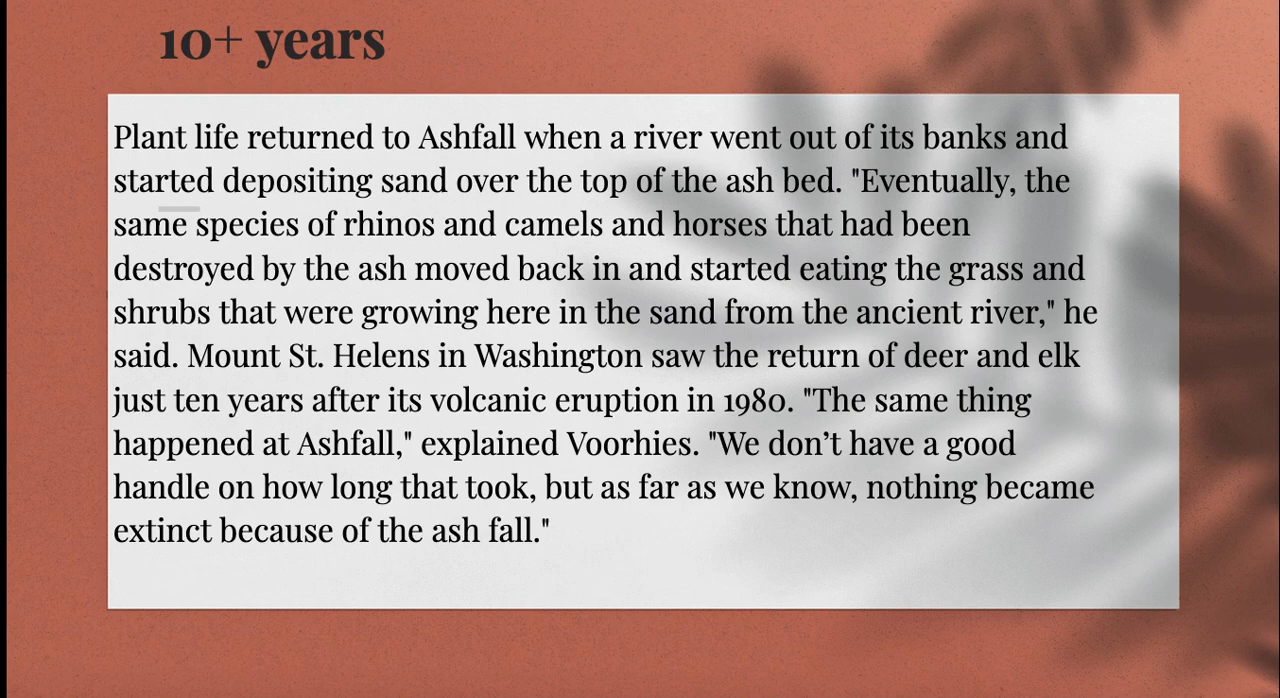 10+ years
Plant life returned to Ashfall when a river went out of its banks and
started depositing sand over the top of the ash bed. "Eventually, the
same species of rhinos and camels and horses that had been
destroyed by the ash moved back in and started eating the grass and
shrubs that were growing here in the sand from the ancient river," he
said. Mount St. Helens in Washington saw the return of deer and elk
just ten years after its volcanic eruption in 1980. "The same thing
happened at Ashfall," explained Voorhies. "We don’t have a good
handle on how long that took, but as far as we know, nothing became
extinct because of the ash fall."